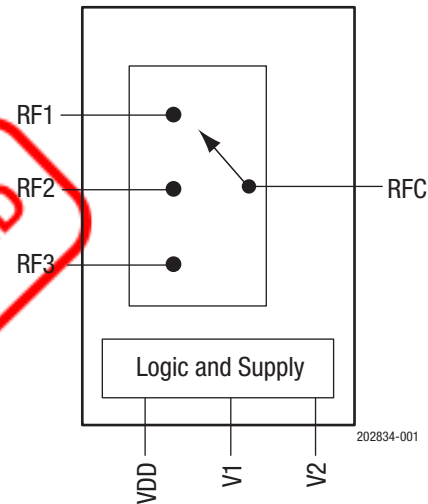 RF1
RF2
RFC
RF3
Logic and Supply
202834-001
VDD
V1
V2